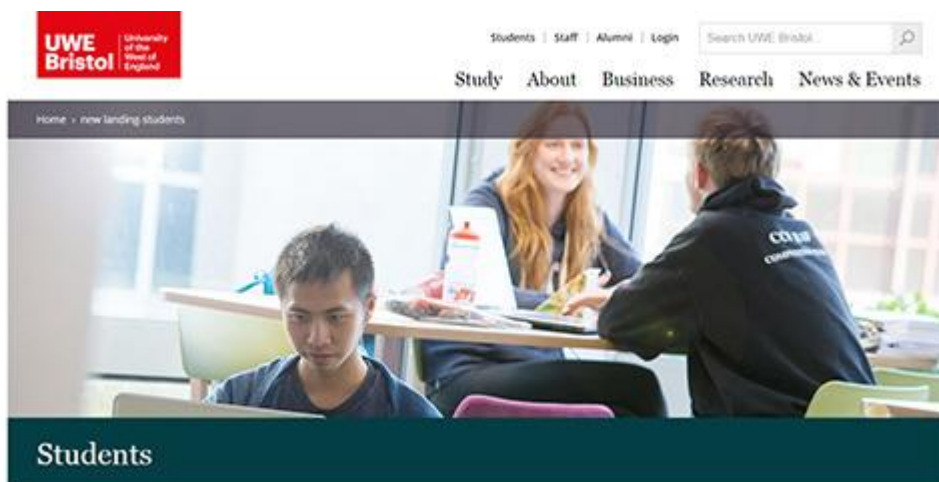 UWE
Bristol
University
of the
West of
England
Students | Staff | Alumni | Login
Search UWE Bristol...
Study About Business Research News & Events
Home › new landing students
Students